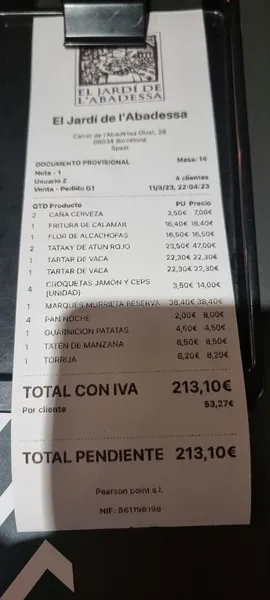 EL JARDÍ DE
L'ABADESSA
El Jardí de l'Abadessa
Carrer de l'Abadessa Olzet, 26
08034 Barcelona
Spain
DOCUMENTO PROVISIONAL
Mesa: 14
Nota - 1
Usuario 2
4 clientes
Venta - Pedido 01
11/3/23, 22:04:23
QTD Producto PU Precio
2 CAÑA CERVEZA 3,50€ 7,00€
1 FRITURA DE CALAMAR 16,40€ 16,40€
1 FLOR DE ALCACHOFAS 16,50€ 16,50€
2 TATAKY DE ATUN ROJO 23,50€ 47,00€
1 TARTAR DE VACA 22,30€ 22,30€
1 TARTAR DE VACA 22,30€ 22,30€
4 CROQUETAS JAMÓN Y CEPS (UNIDAD) 3,50€ 14,00€
1 MARQUES MURRIETA RESERVA 38,40€ 38,40€
4 PAN NOCHE 2,00€ 8,00€
1 GUARNICION PATATAS 4,50€ 4,50€
1 TATÉN DE MANZANA 8,50€ 8,50€
1 TORRIJA 8,20€ 8,20€
TOTAL CON IVA 213,10€
Por cliente 53,27€
TOTAL PENDIENTE 213,10€
Pearson point s.l.
NIF: B61198198